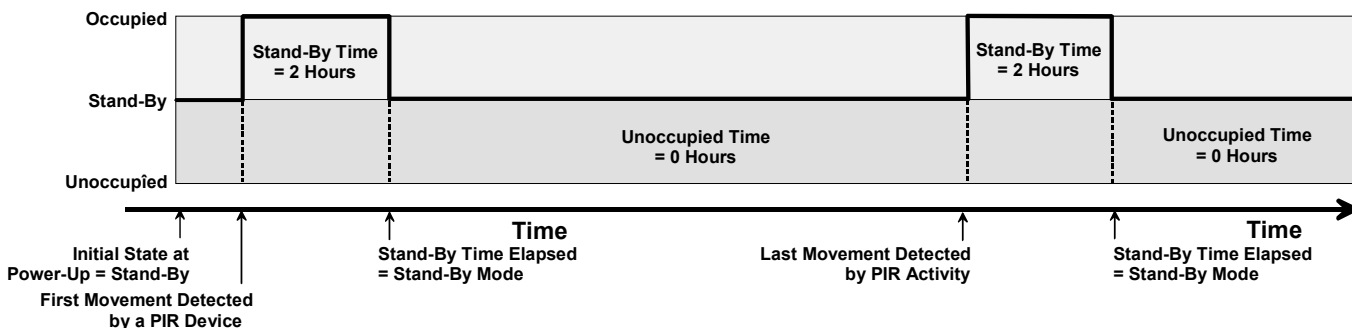 Occupied
Stand-By Time
= 2 Hours
Stand-By Time
= 2 Hours
Stand-By
Unoccupied Time
= 0 Hours
Unoccupied Time
= 0 Hours
Unoccupîed
Time
Time
Initial State at
Power-Up = Stand-By
Stand-By Time Elapsed
= Stand-By Mode
Last Movement Detected
by PIR Activity
Stand-By Time Elapsed
= Stand-By Mode
First Movement Detected
by a PIR Device